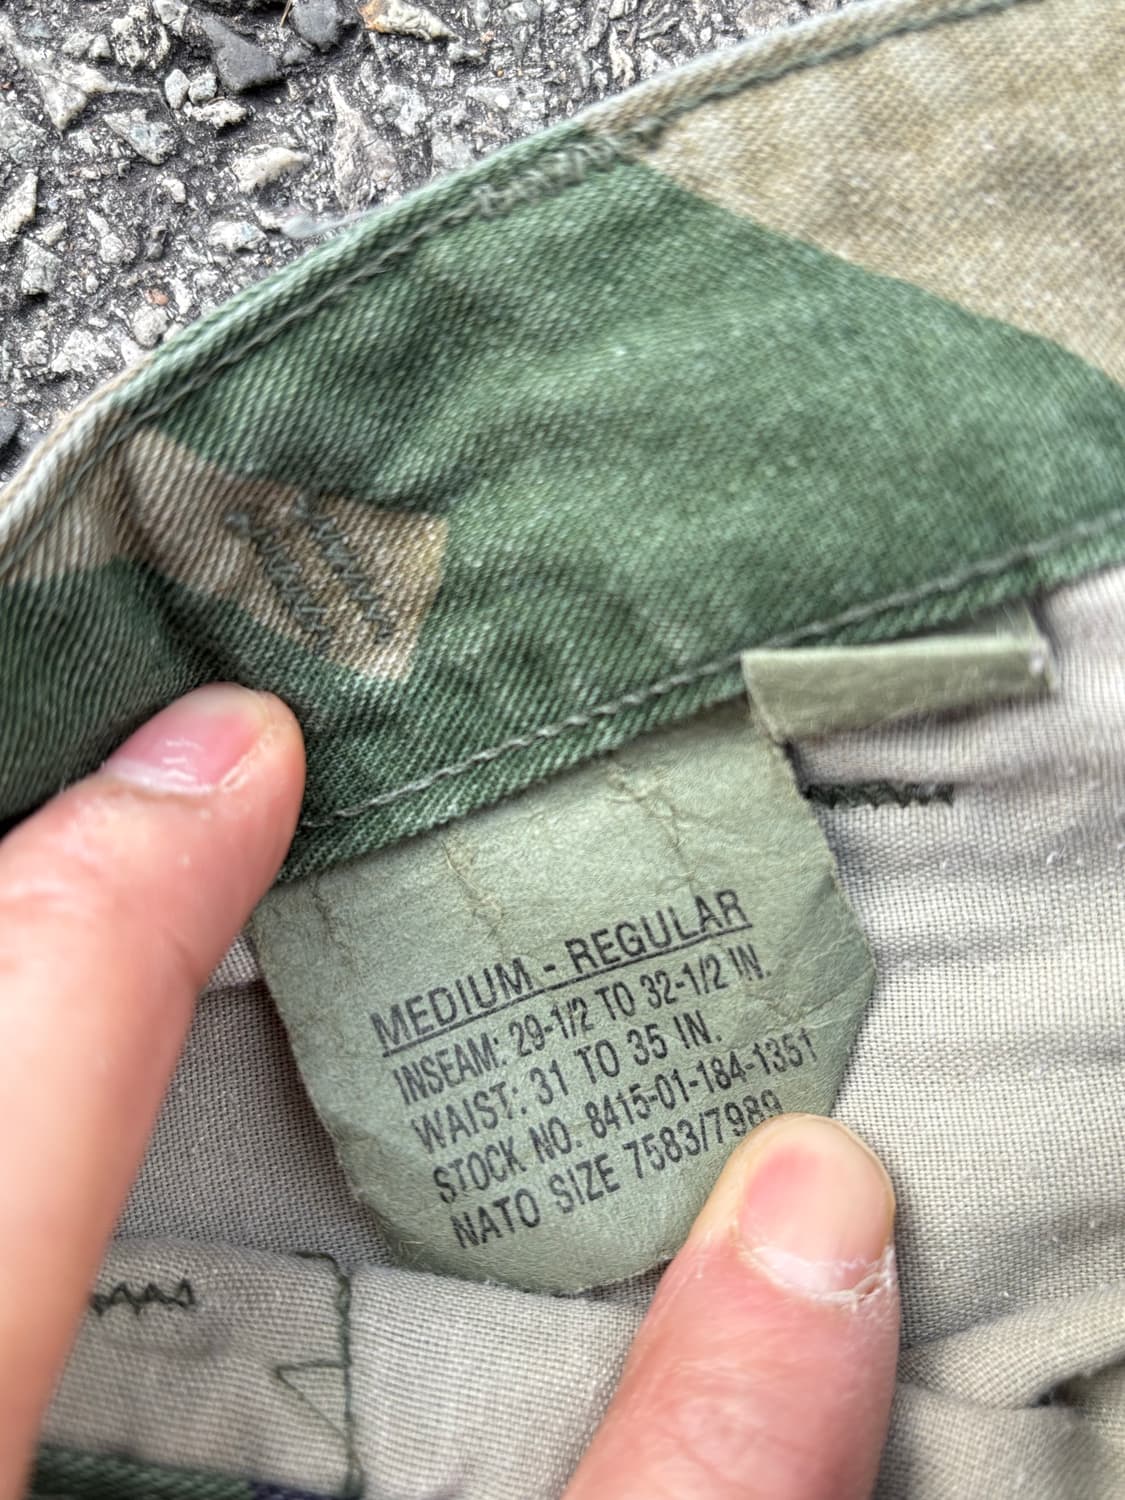 MEDIUM - REGULAR
INSEAM: 29-1/2 TO 32-1/2 IN.
WAIST: 31 TO 35 IN.
STOCK NO. 8415-01-184-1351
NATO SIZE 7583/7989